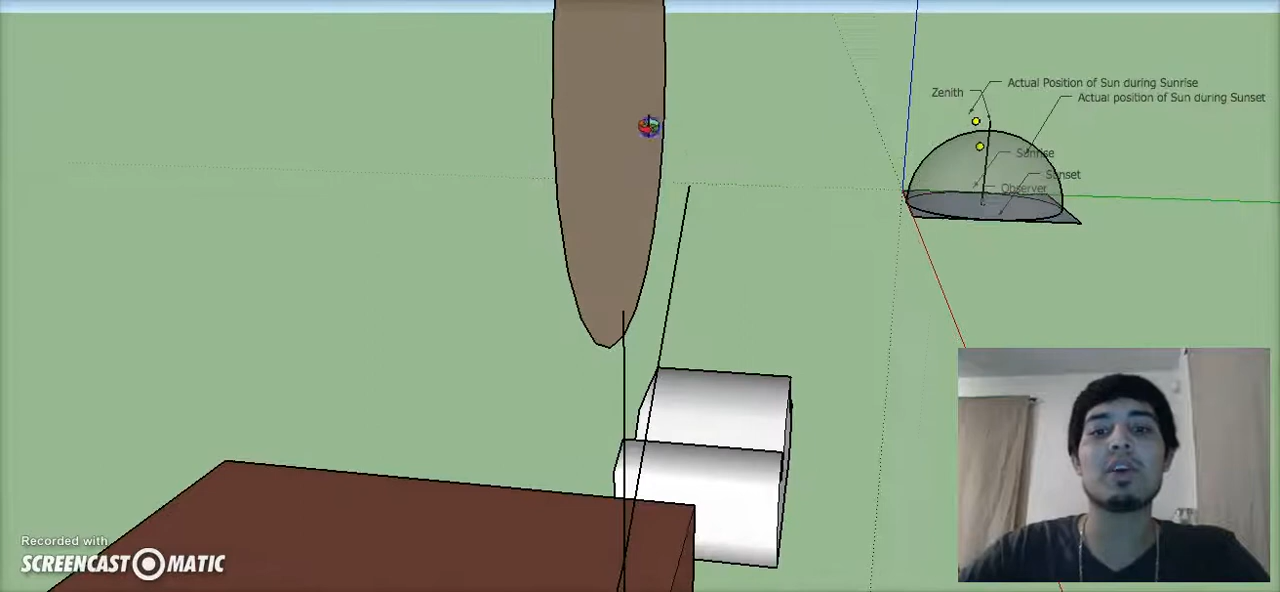 Actual Position of Sun during Sunrise
Zenith
Actual position of Sun during Sunset
Sunrise
Sunset
Observer
Recorded with
SCREENCAST MATIC